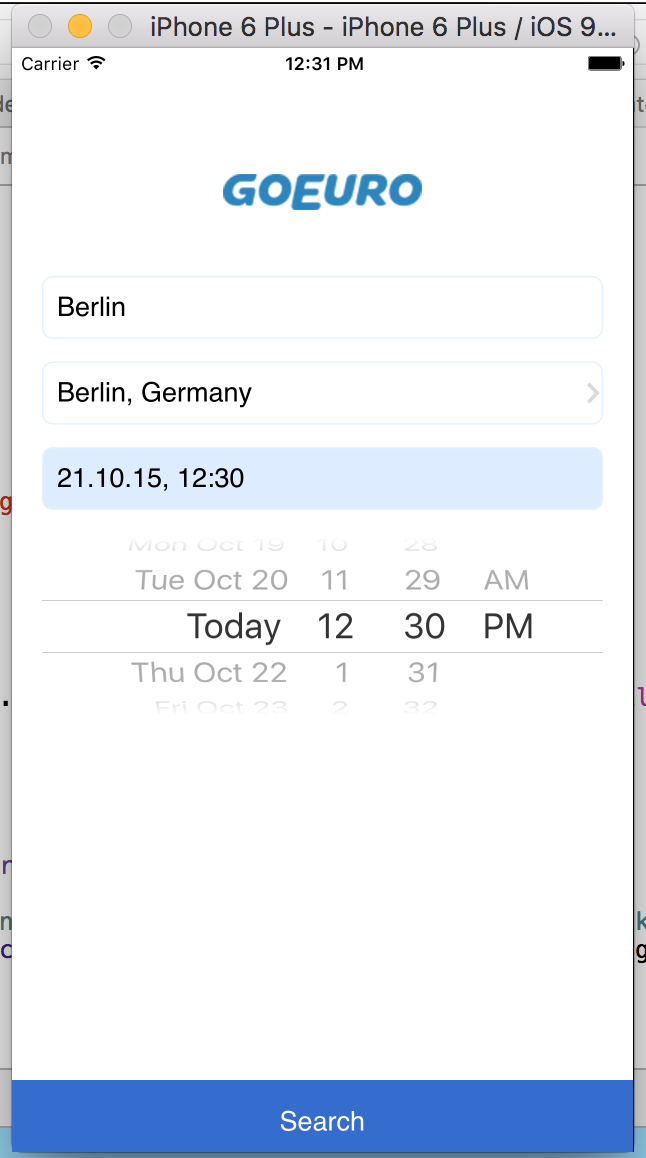 iPhone 6 Plus - iPhone 6 Plus / iOS 9...
Carrier 12:31 PM
GOEURO
Berlin
Berlin, Germany
21.10.15, 12:30
Mon Oct 19 10 28
Tue Oct 20 11 29 AM
Today 12 30 PM
Thu Oct 22 1 31
Fri Oct 23 2 32
Search